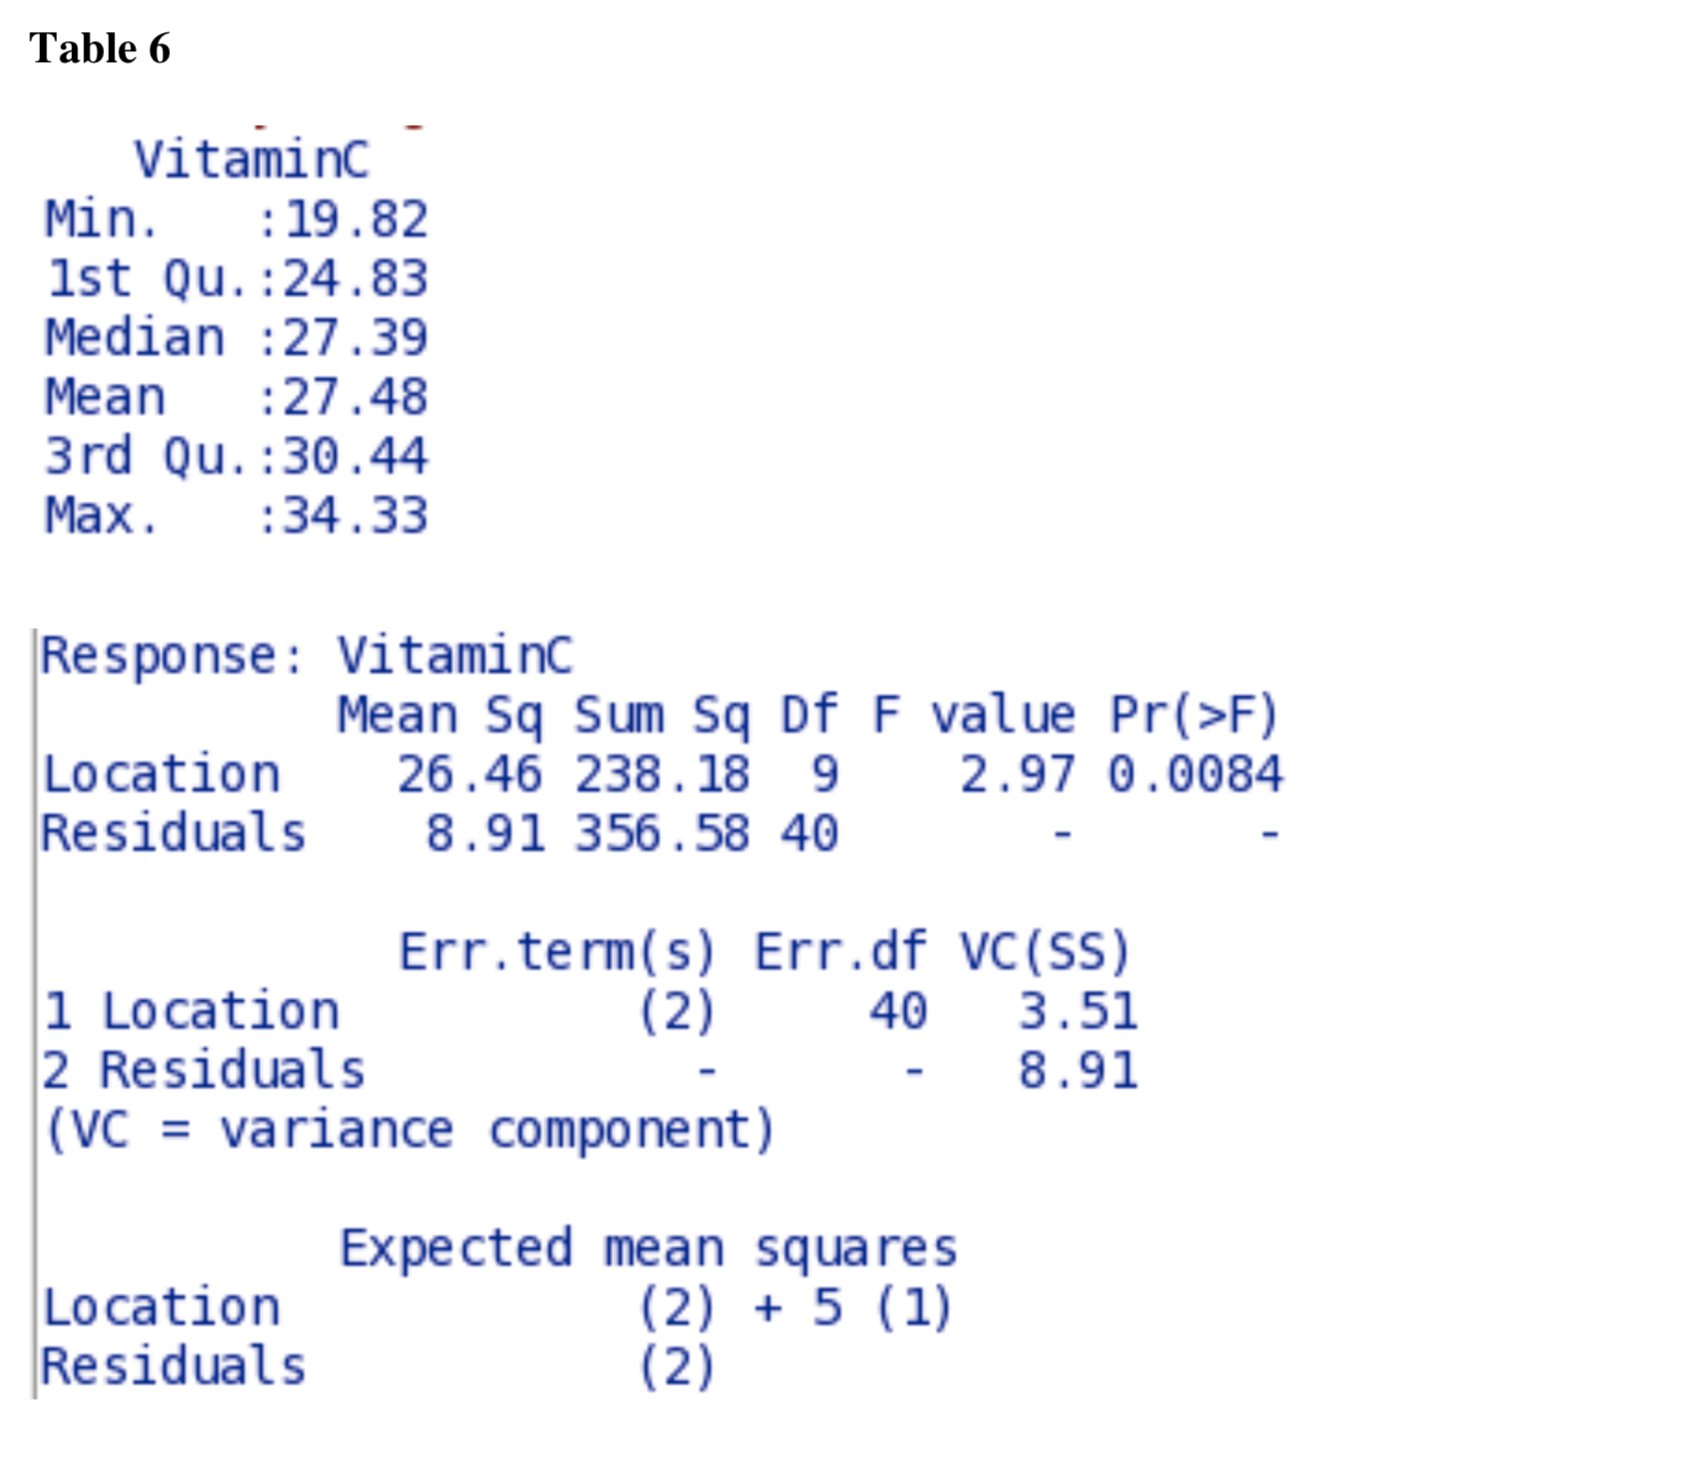 Table 6
VitaminC
Min.   :19.82
1st Qu.:24.83
Median :27.39
Mean   :27.48
3rd Qu.:30.44
Max.   :34.33
Response: VitaminC
          Mean Sq Sum Sq Df F value Pr(>F)
Location    26.46 238.18  9    2.97 0.0084
Residuals    8.91 356.58 40       -      -
            Err.term(s) Err.df VC(SS)
1 Location          (2)     40   3.51
2 Residuals           -      -   8.91
(VC = variance component)
          Expected mean squares
Location            (2) + 5 (1)
Residuals           (2)